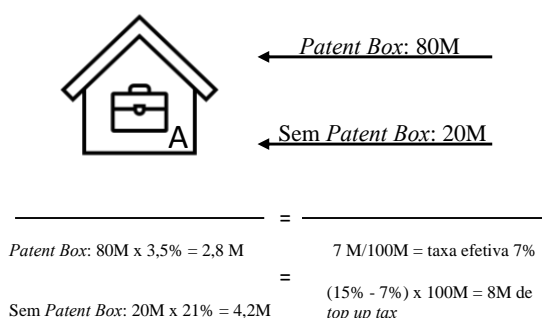 Patent Box: 80M
A
Sem Patent Box: 20M
=
Patent Box: 80M x 3,5% = 2,8 M
7 M/100M = taxa efetiva 7%
=
Sem Patent Box: 20M x 21% = 4,2M
(15% - 7%) x 100M = 8M de
top up tax